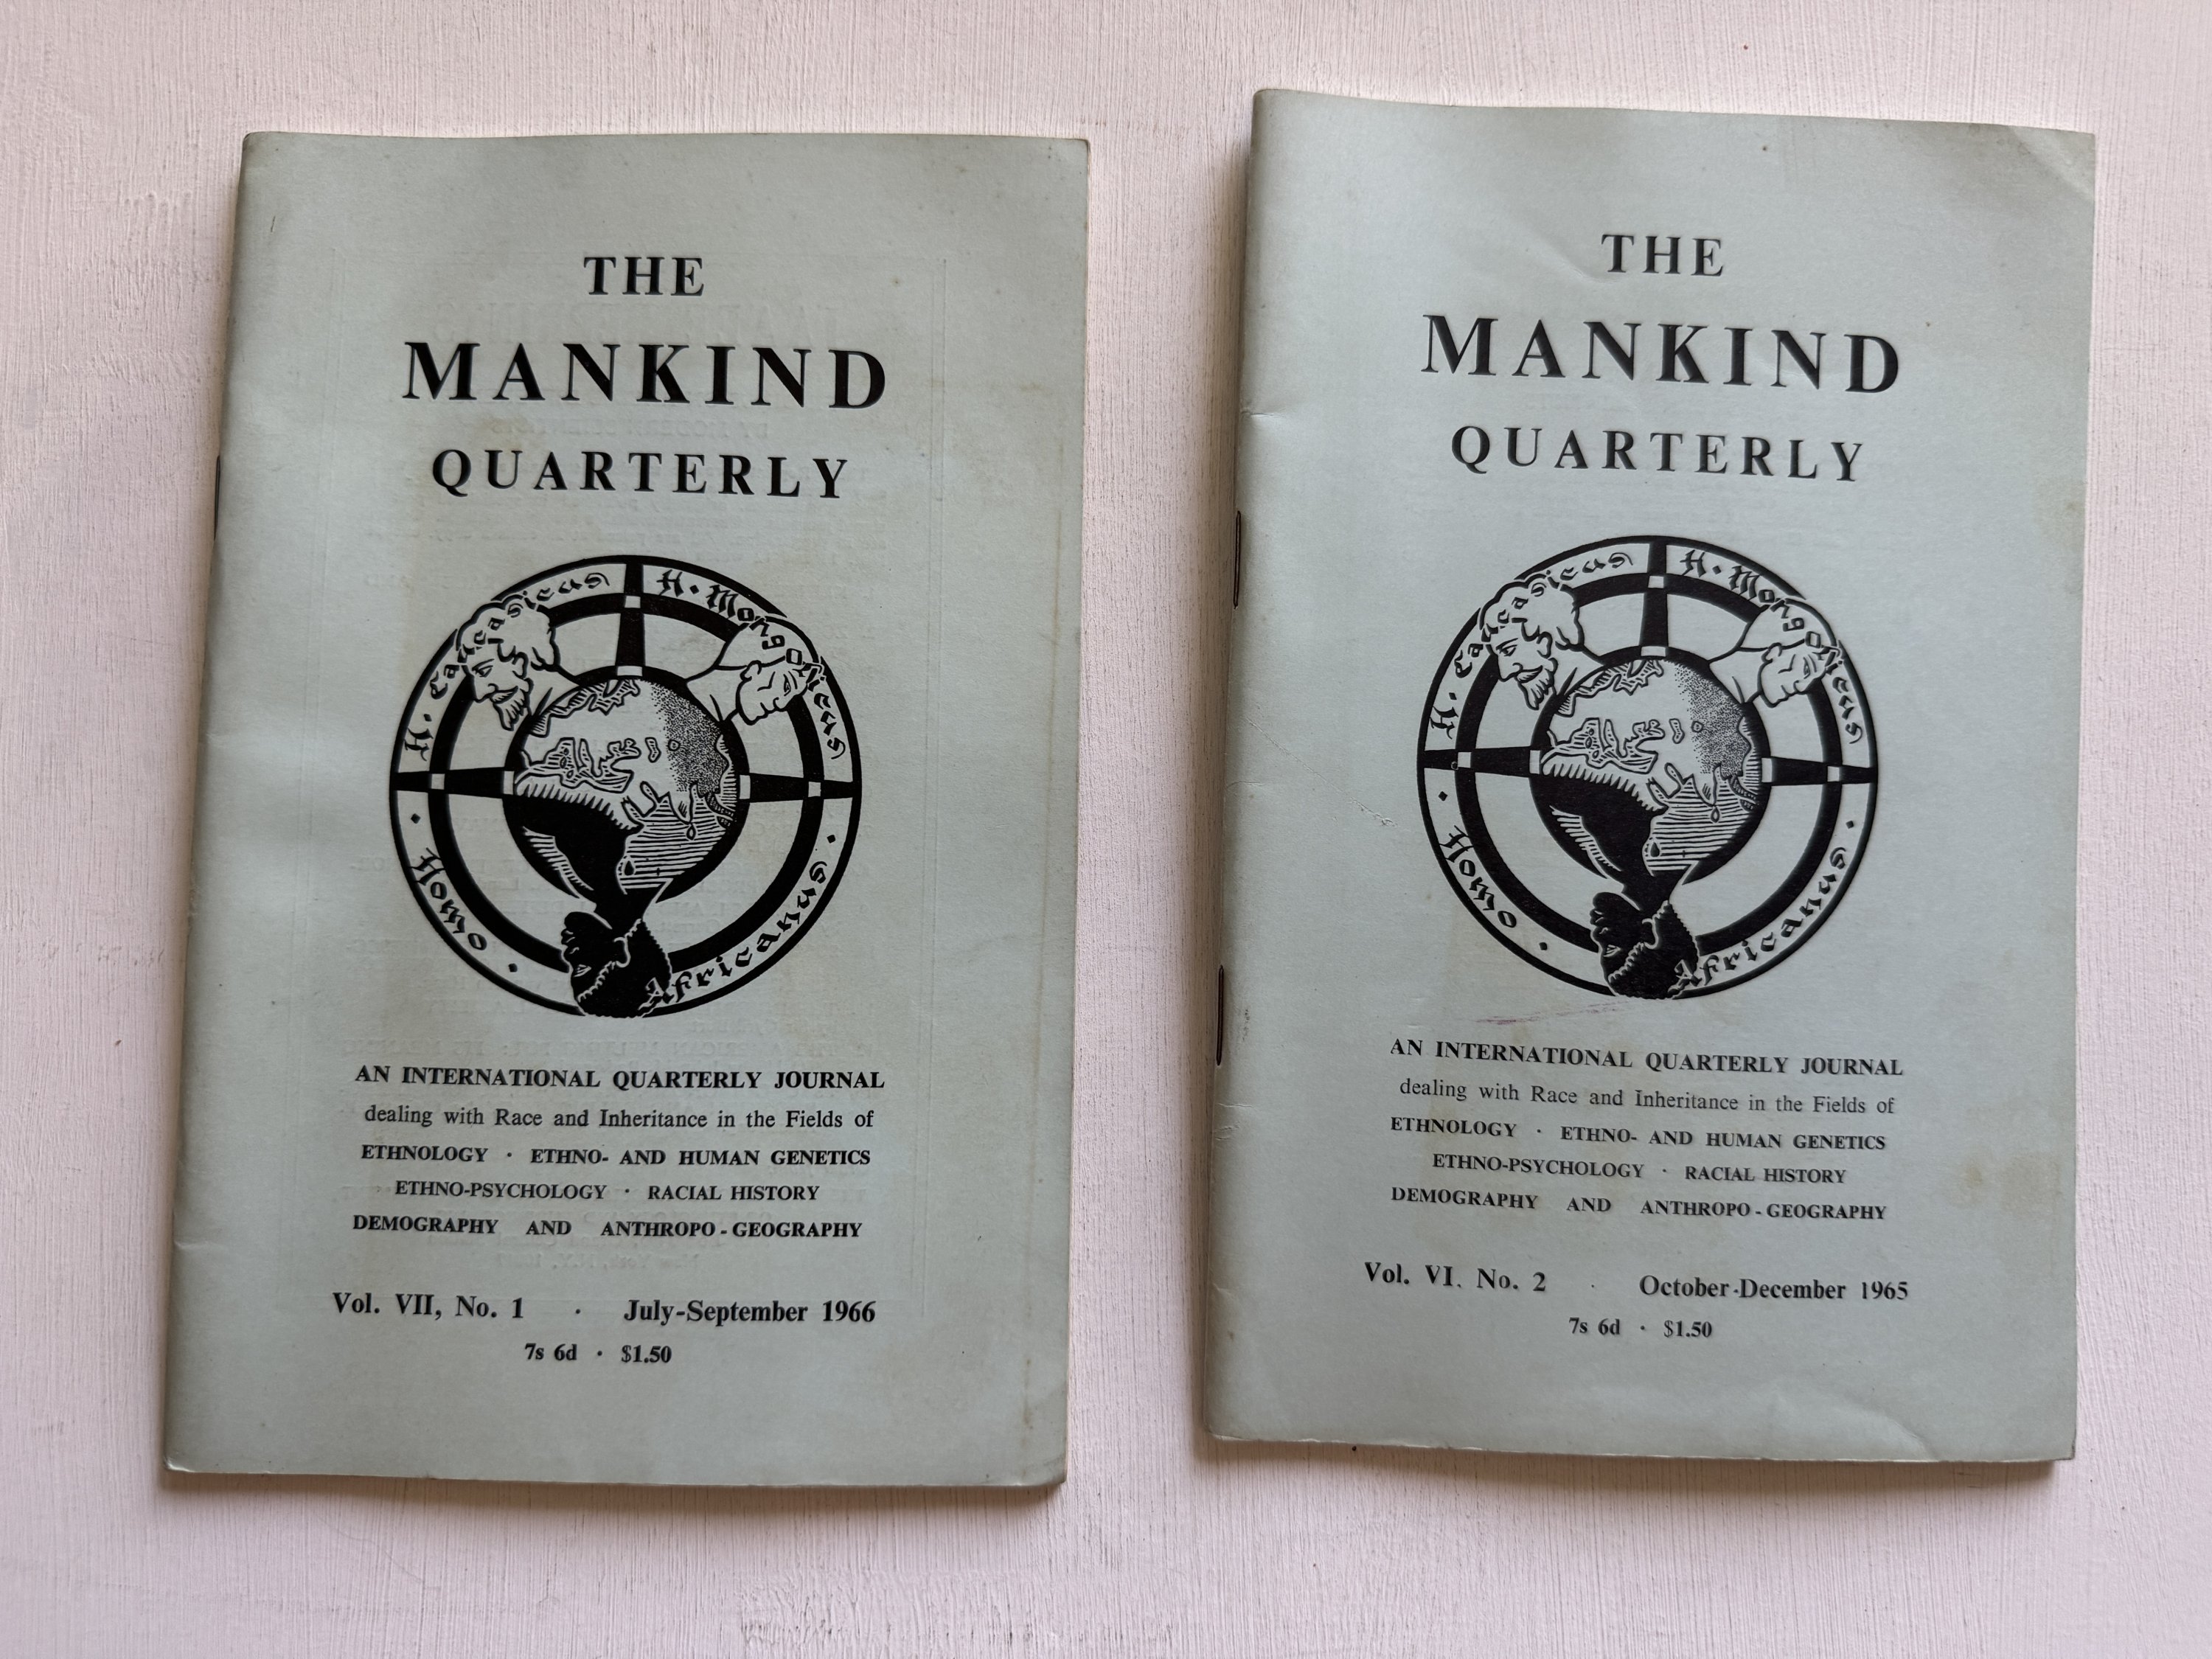 THE
MANKIND
QUARTERLY
H. Caucasicus
H. Mongolicus
Homo
Africanus
AN INTERNATIONAL QUARTERLY JOURNAL
dealing with Race and Inheritance in the Fields of
ETHNOLOGY · ETHNO- AND HUMAN GENETICS
ETHNO-PSYCHOLOGY · RACIAL HISTORY
DEMOGRAPHY AND ANTHROPO-GEOGRAPHY
Vol. VII, No. 1 · July-September 1966
7s 6d · $1.50
THE
MANKIND
QUARTERLY
H. Caucasicus
H. Mongolicus
Homo
Africanus
AN INTERNATIONAL QUARTERLY JOURNAL
dealing with Race and Inheritance in the Fields of
ETHNOLOGY · ETHNO- AND HUMAN GENETICS
ETHNO-PSYCHOLOGY · RACIAL HISTORY
DEMOGRAPHY AND ANTHROPO-GEOGRAPHY
Vol. VI. No. 2 · October-December 1965
7s 6d · $1.50